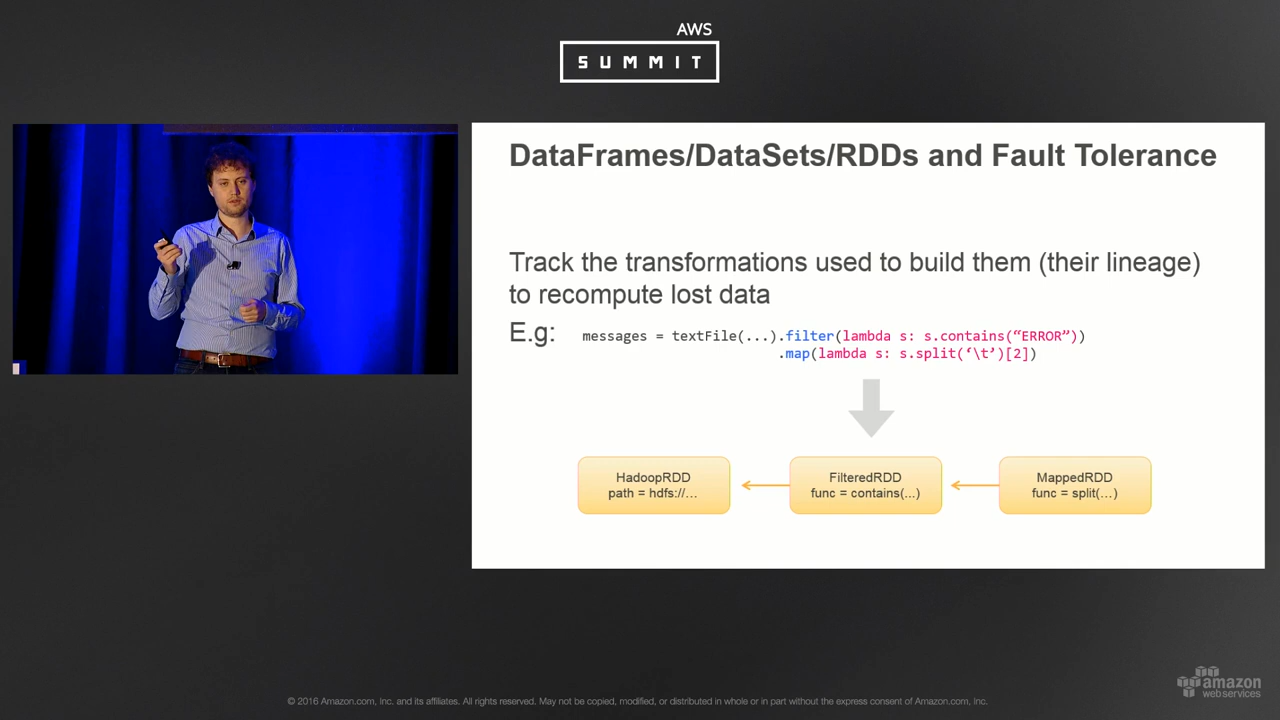 AWS
SUMMIT
DataFrames/DataSets/RDDs and Fault Tolerance
Track the transformations used to build them (their lineage)
to recompute lost data
E.g:
messages = textFile(...).filter(lambda s: s.contains(“ERROR”))
.map(lambda s: s.split(‘\t’)[2])
HadoopRDD
path = hdfs://…
FilteredRDD
func = contains(...)
MappedRDD
func = split(…)
amazon
web services
© 2016 Amazon.com, Inc. and its affiliates. All rights reserved. May not be copied, modified, or distributed in whole or in part without the express consent of Amazon.com, Inc.